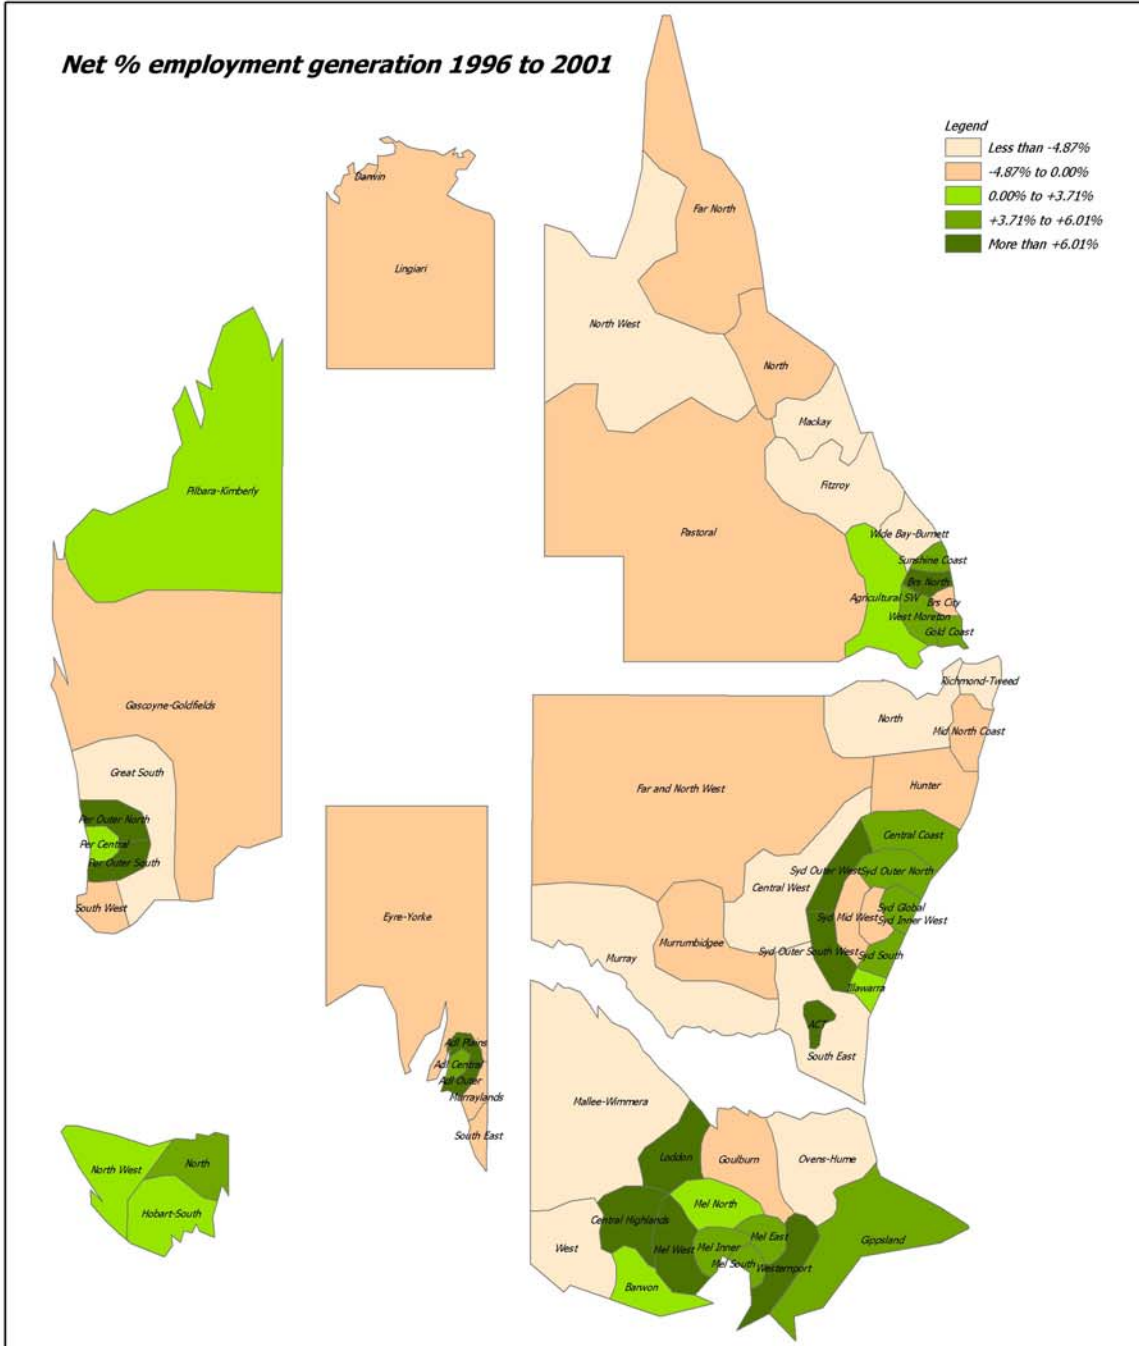 Net % employment generation 1996 to 2001
Legend
Less than -4.87%
-4.87% to 0.00%
0.00% to +3.71%
+3.71% to +6.01%
More than +6.01%
Darwin
Lingiari
Far North
North West
North
Mackay
Fitzroy
Pilbara-Kimberly
Pastoral
Wide Bay-Burnett
Sunshine Coast
Brs North
Agricultural SW
Brs City
West Moreton
Gold Coast
Richmond-Tweed
North
Mid North Coast
Gascoyne-Goldfields
Great South
Far and North West
Hunter
Per Outer North
Per Central
Per Outer South
South West
Central Coast
Syd Outer West
Syd Outer North
Central West
Syd Global
Syd Mid West
Syd Inner West
Eyre-Yorke
Murrumbidgee
Syd Outer South West
Syd South
Murray
Illawarra
ACT
South East
Adl Plains
Adl Central
Adl Outer
Murraylands
South East
Mallee-Wimmera
Loddon
Goulburn
Ovens-Hume
North West
North
Hobart-South
Mel North
Central Highlands
Mel East
Gippsland
West
Mel West
Mel Inner
Mel South
Westernport
Barwon